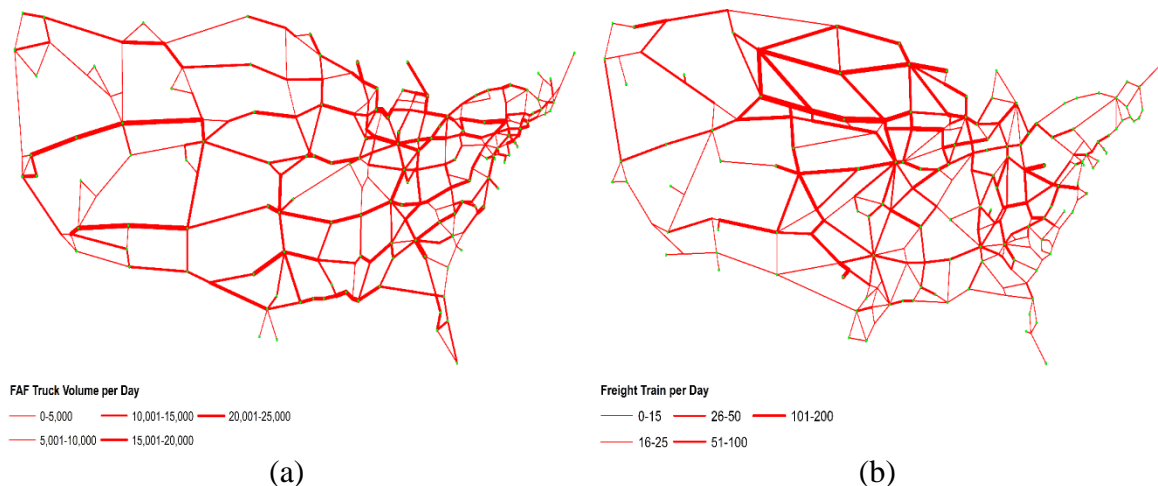 FAF Truck Volume per Day
0-5,000 10,001-15,000 20,001-25,000
5,001-10,000 15,001-20,000
(a)
Freight Train per Day
0-15 26-50 101-200
16-25 51-100
(b)